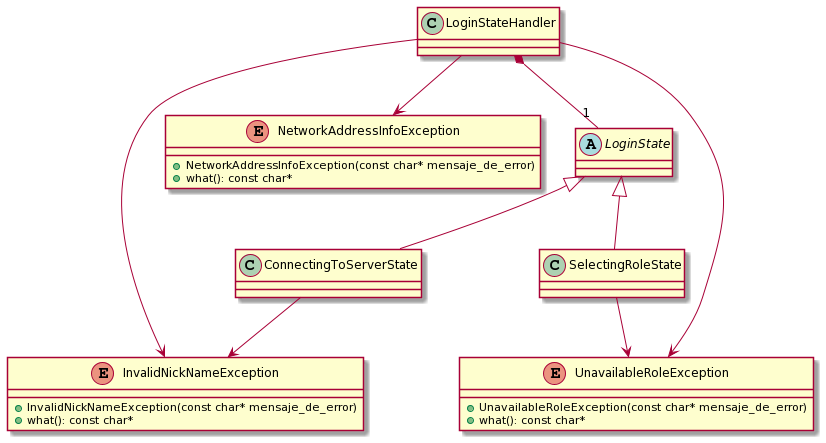 C LoginStateHandler
1
E NetworkAddressInfoException
NetworkAddressInfoException(const char* mensaje_de_error)
what(): const char*
A LoginState
C ConnectingToServerState
C SelectingRoleState
E InvalidNickNameException
InvalidNickNameException(const char* mensaje_de_error)
what(): const char*
E UnavailableRoleException
UnavailableRoleException(const char* mensaje_de_error)
what(): const char*